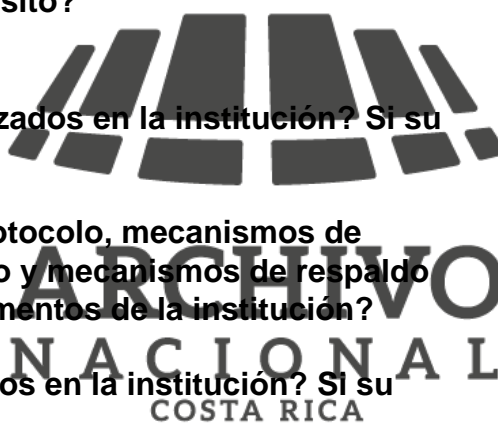 sito?
zados en la institución? Si su
otocolo, mecanismos de
o y mecanismos de respaldo
mentos de la institución?
ARCHIVO
NACIONAL
os en la institución? Si su
COSTA RICA